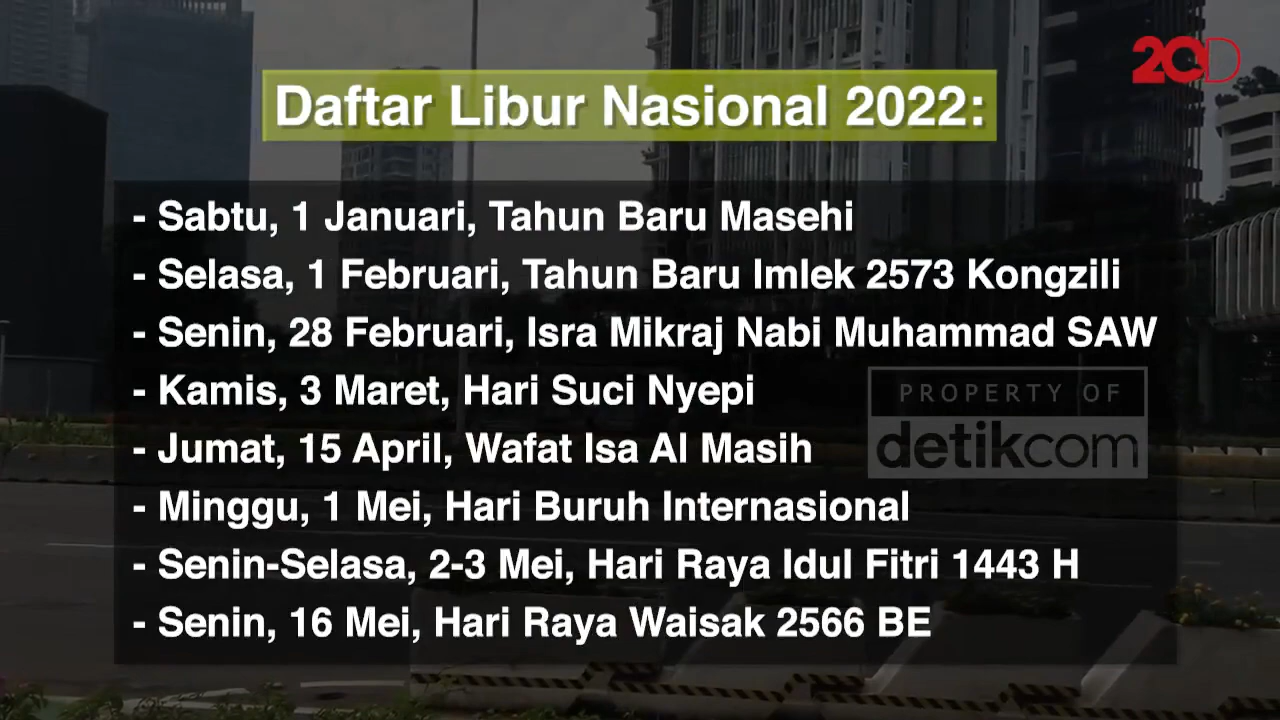 20D
Daftar Libur Nasional 2022:
- Sabtu, 1 Januari, Tahun Baru Masehi
- Selasa, 1 Februari, Tahun Baru Imlek 2573 Kongzili
- Senin, 28 Februari, Isra Mikraj Nabi Muhammad SAW
- Kamis, 3 Maret, Hari Suci Nyepi
PROPERTY OF
detikcom
- Jumat, 15 April, Wafat Isa Al Masih
- Minggu, 1 Mei, Hari Buruh Internasional
- Senin-Selasa, 2-3 Mei, Hari Raya Idul Fitri 1443 H
- Senin, 16 Mei, Hari Raya Waisak 2566 BE